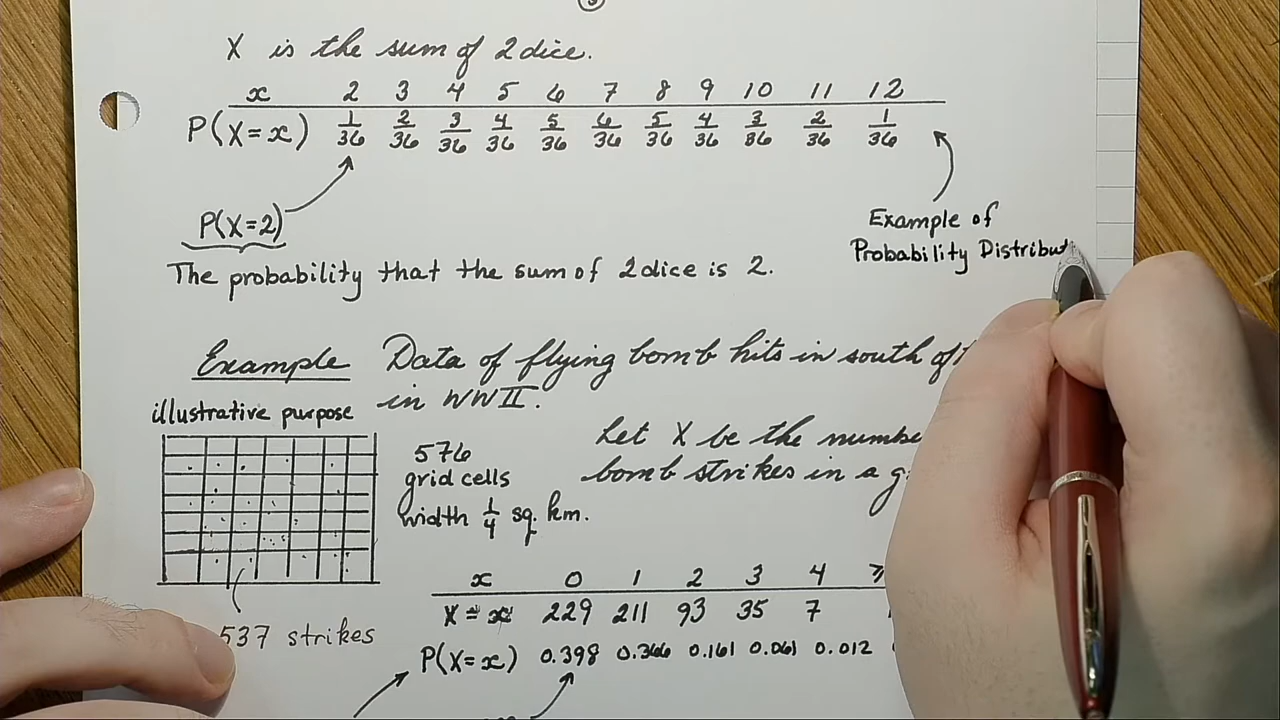 X is the sum of 2 dice.
x 2 3 4 5 6 7 8 9 10 11 12
P(X=x) 1/36 2/36 3/36 4/36 5/36 6/36 5/36 4/36 3/36 2/36 1/36
P(X=2)
The probability that the sum of 2 dice is 2.
Example of
Probability Distribut
Example Data of flying bomb hits in south of
in WWII.
illustrative purpose
576
grid cells
width 1/4 sq. km.
Let X be the numbe
bomb strikes in a g
537 strikes
x 0 1 2 3 4 ≥
X = x 229 211 93 35 7
P(X=x) 0.398 0.366 0.161 0.061 0.012